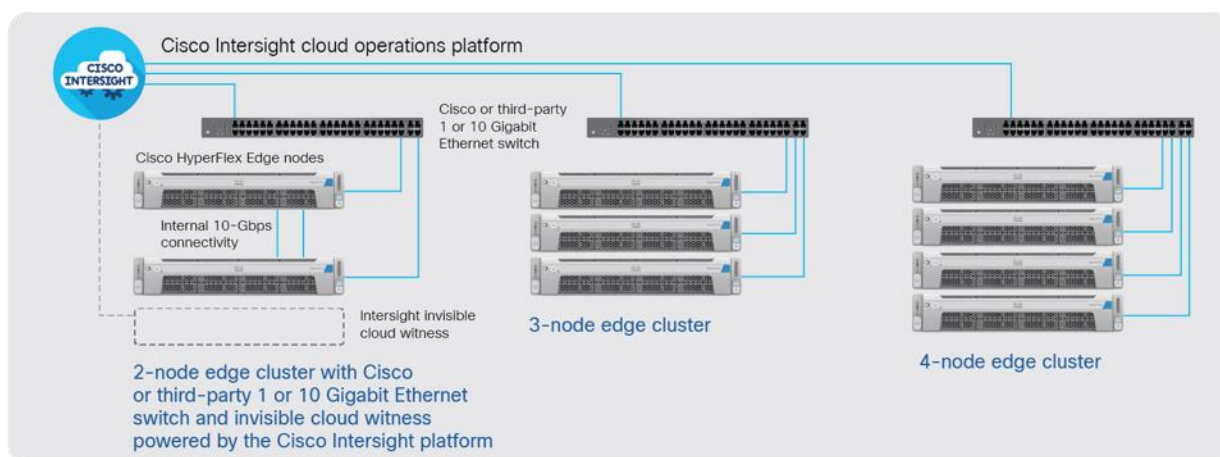 Cisco Intersight cloud operations platform
CISCO
INTERSIGHT
Cisco or third-party
1 or 10 Gigabit
Ethernet switch
Cisco HyperFlex Edge nodes
Internal 10-Gbps
connectivity
Intersight invisible
cloud witness
2-node edge cluster with Cisco
or third-party 1 or 10 Gigabit Ethernet
switch and invisible cloud witness
powered by the Cisco Intersight platform
3-node edge cluster
4-node edge cluster